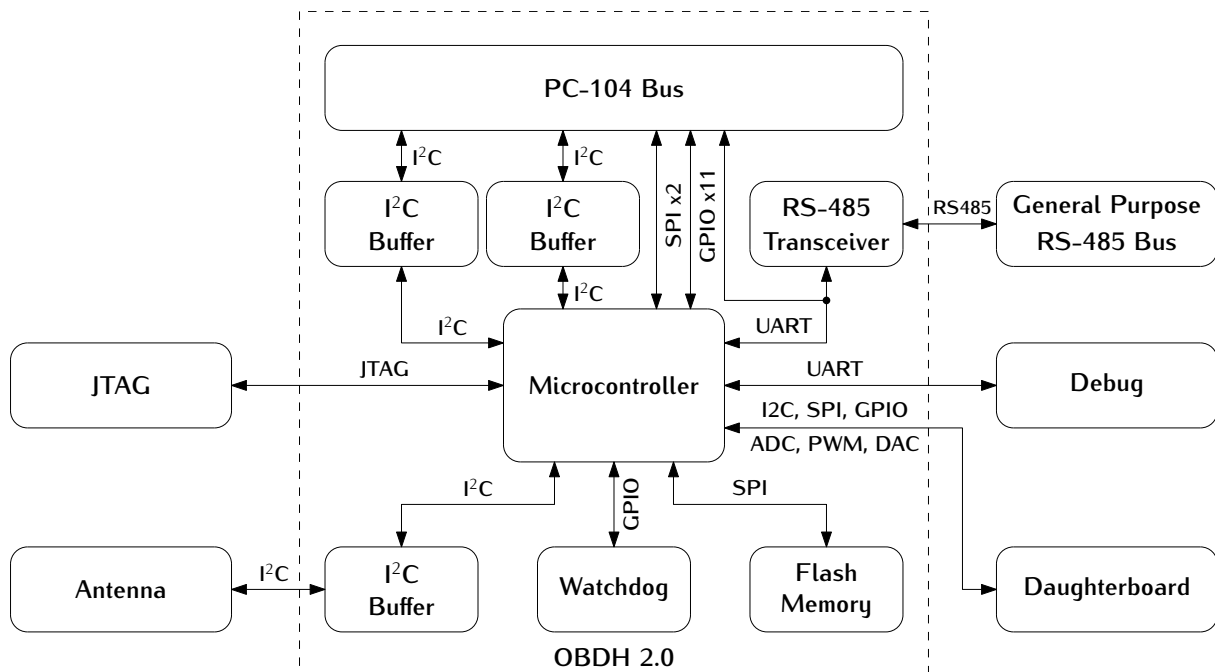 PC-104 Bus
I²C
I²C
SPI x2
GPIO x11
I²C
Buffer
I²C
Buffer
RS-485
Transceiver
RS485
General Purpose
RS-485 Bus
I²C
I²C
UART
JTAG
JTAG
Microcontroller
UART
Debug
I2C, SPI, GPIO
ADC, PWM, DAC
I²C
GPIO
SPI
Antenna
I²C
I²C
Buffer
Watchdog
Flash
Memory
Daughterboard
OBDH 2.0